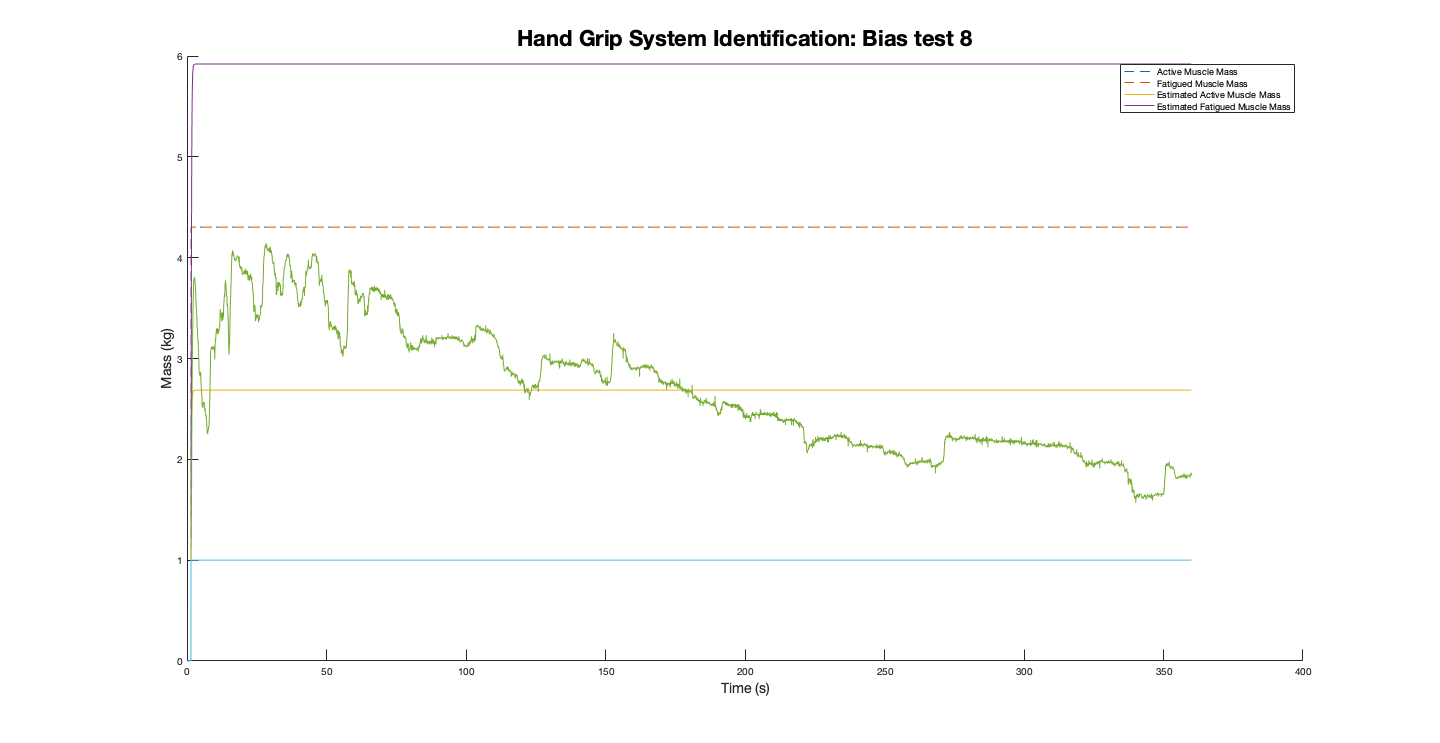 Hand Grip System Identification: Bias test 8
6
5
4
3
2
1
0
Mass (kg)
Active Muscle Mass
Fatigued Muscle Mass
Estimated Active Muscle Mass
Estimated Fatigued Muscle Mass
0 50 100 150 200 250 300 350 400
Time (s)